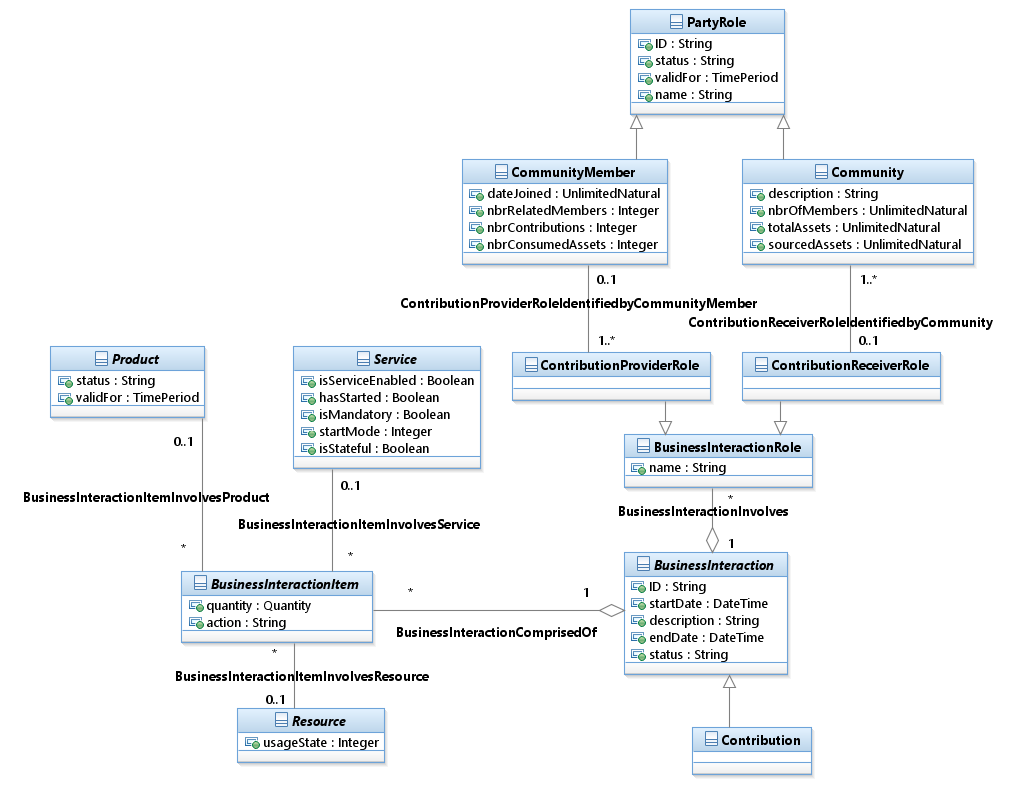 PartyRole
ID : String
status : String
validFor : TimePeriod
name : String
CommunityMember
dateJoined : UnlimitedNatural
nbrRelatedMembers : Integer
nbrContributions : Integer
nbrConsumedAssets : Integer
Community
description : String
nbrOfMembers : UnlimitedNatural
totalAssets : UnlimitedNatural
sourcedAssets : UnlimitedNatural
0..1
ContributionProviderRoleIdentifiedbyCommunityMember
1..*
1..*
ContributionReceiverRoleIdentifiedbyCommunity
0..1
Product
status : String
validFor : TimePeriod
Service
isServiceEnabled : Boolean
hasStarted : Boolean
isMandatory : Boolean
startMode : Integer
isStateful : Boolean
ContributionProviderRole
ContributionReceiverRole
BusinessInteractionRole
name : String
0..1
BusinessInteractionItemInvolvesProduct
*
0..1
BusinessInteractionItemInvolvesService
*
*
BusinessInteractionInvolves
1
BusinessInteractionItem
quantity : Quantity
action : String
*
1
BusinessInteractionComprisedOf
BusinessInteraction
ID : String
startDate : DateTime
description : String
endDate : DateTime
status : String
*
BusinessInteractionItemInvolvesResource
0..1
Resource
usageState : Integer
Contribution